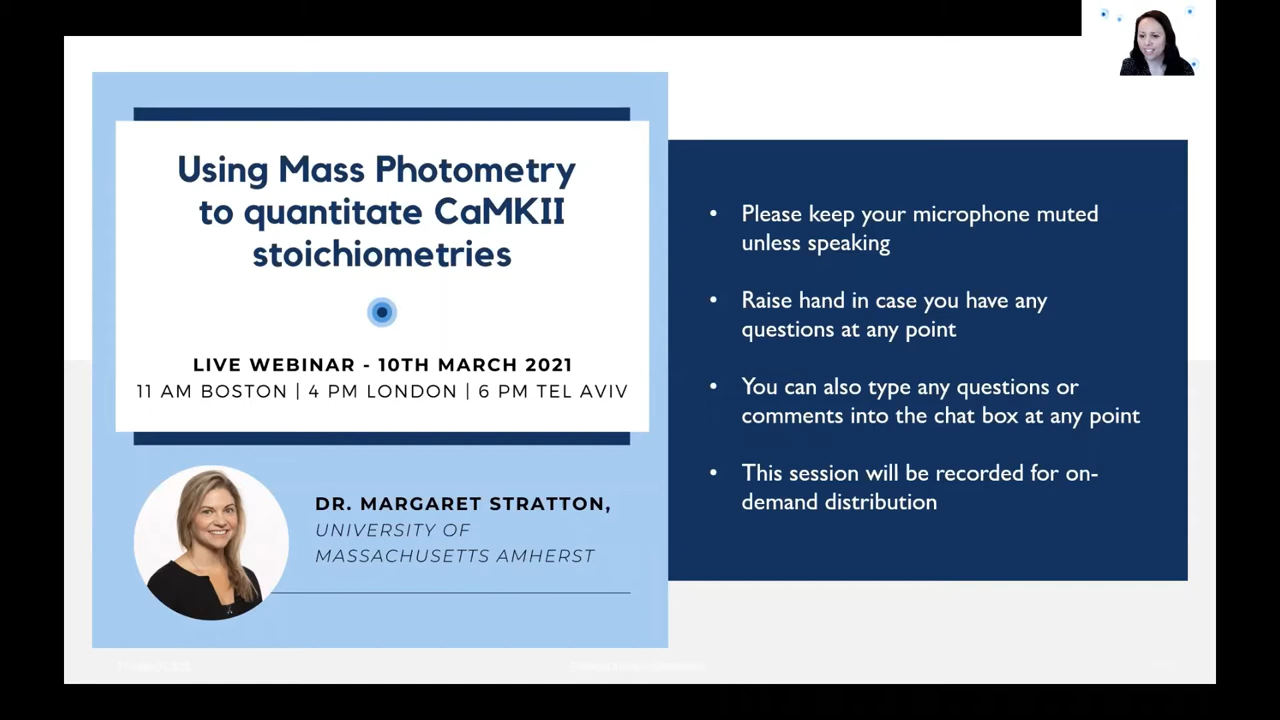 Using Mass Photometry
to quantitate CaMKII
stoichiometries
LIVE WEBINAR - 10TH MARCH 2021
11 AM BOSTON | 4 PM LONDON | 6 PM TEL AVIV
DR. MARGARET STRATTON,
UNIVERSITY OF
MASSACHUSETTS AMHERST
• Please keep your microphone muted
unless speaking
• Raise hand in case you have any
questions at any point
• You can also type any questions or
comments into the chat box at any point
• This session will be recorded for on-
demand distribution